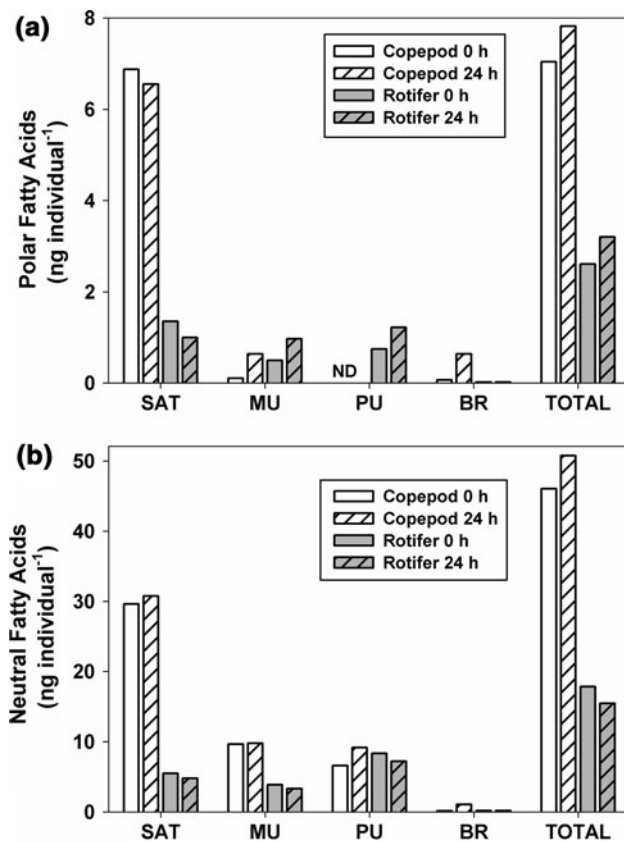 (a)
8
6
4
2
0
Polar Fatty Acids
(ng individual⁻¹)
Copepod 0 h
Copepod 24 h
Rotifer 0 h
Rotifer 24 h
ND
SAT MU PU BR TOTAL
(b)
50
40
30
20
10
0
Neutral Fatty Acids
(ng individual⁻¹)
Copepod 0 h
Copepod 24 h
Rotifer 0 h
Rotifer 24 h
SAT MU PU BR TOTAL